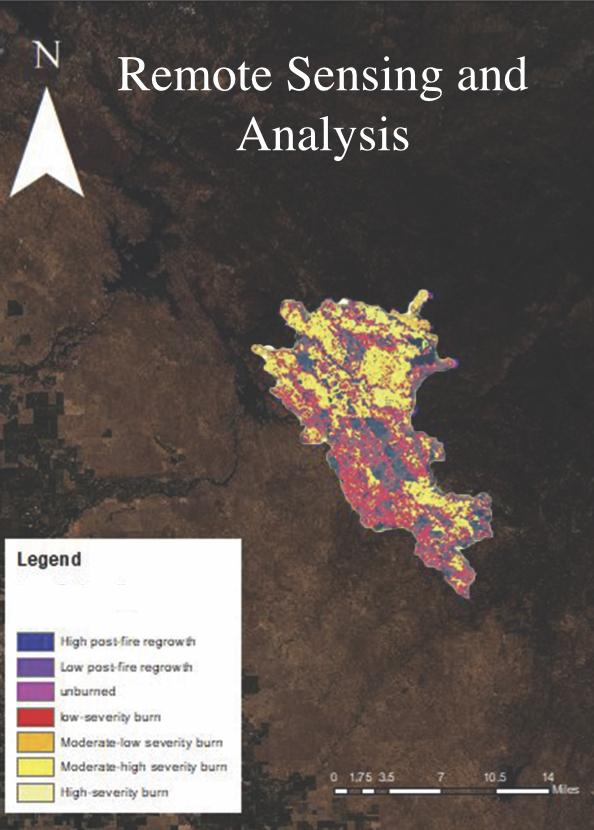 N
Remote Sensing and
Analysis
Legend
High post-fire regrowth
Low post-fire regrowth
unburned
low-severity burn
Moderate-low severity burn
Moderate-high severity burn
High-severity burn
0 1.75 3.5 7 10.5 14
Miles